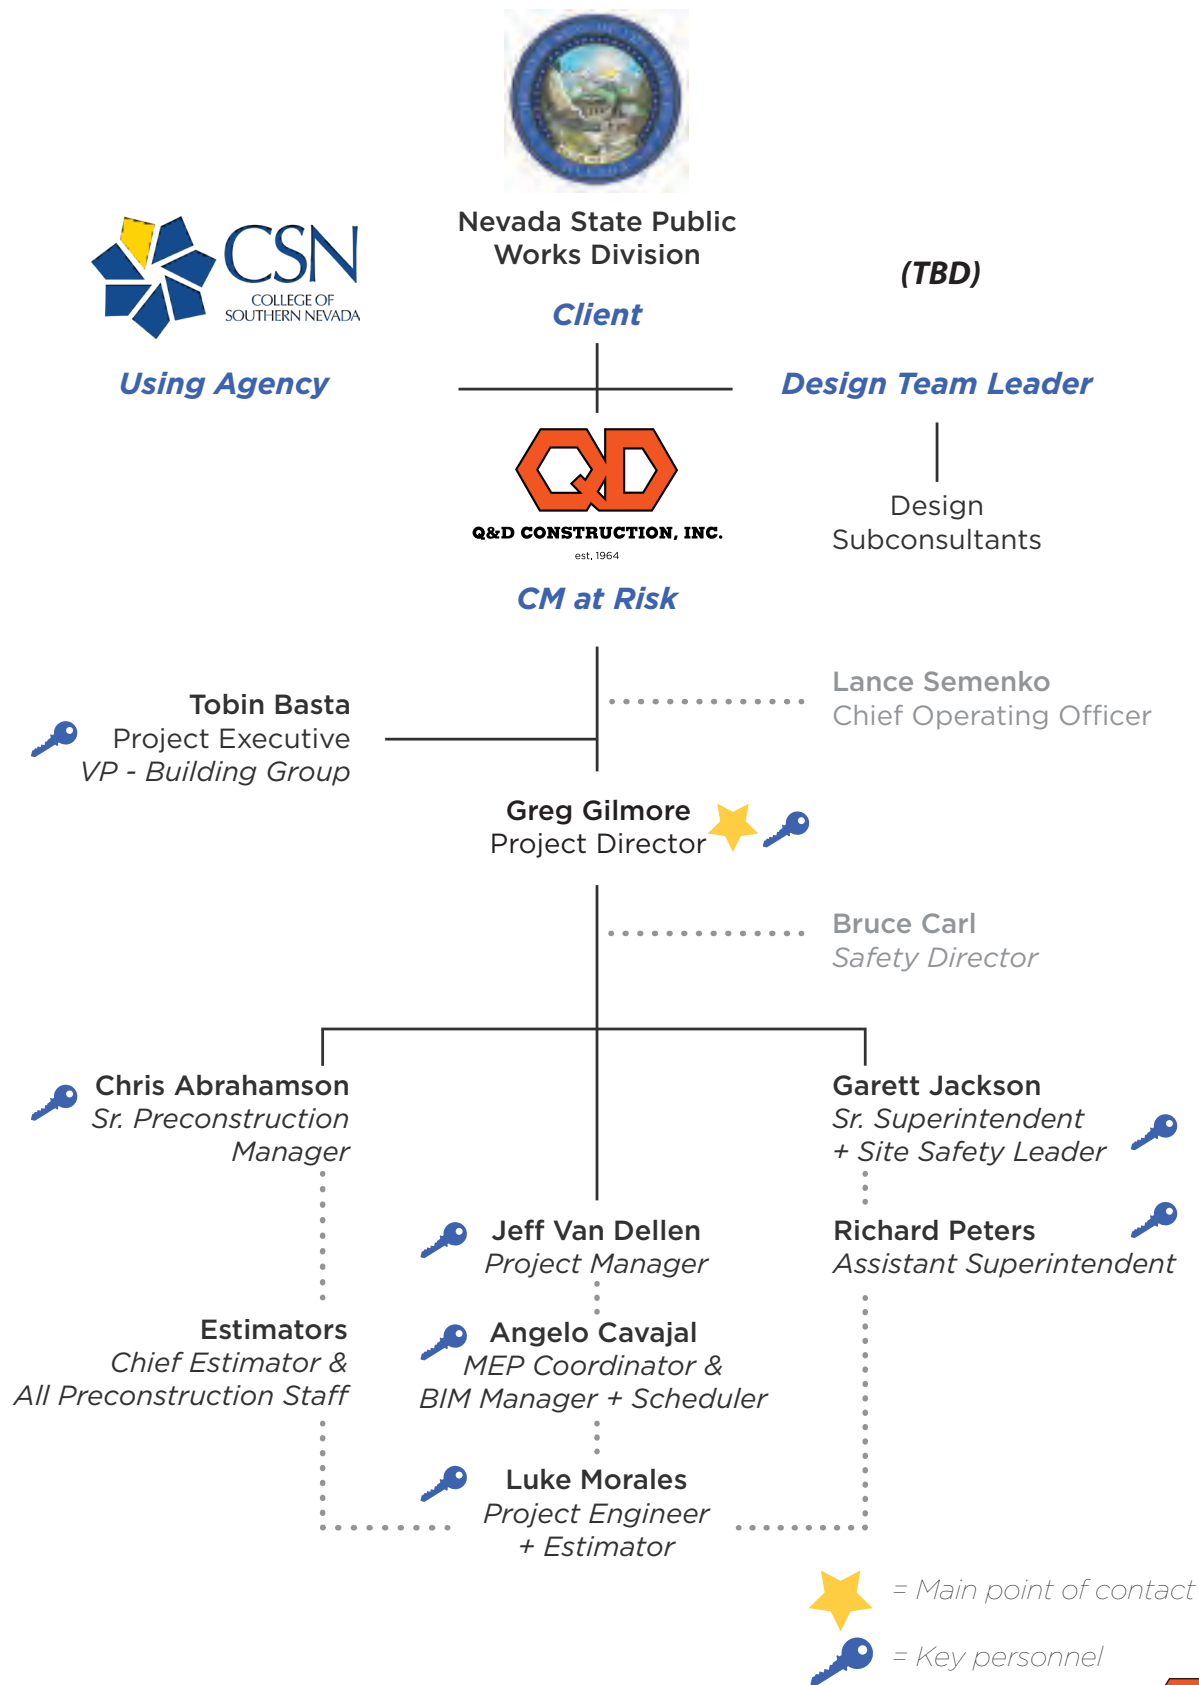 Nevada State Public
Works Division
Client
CSN
COLLEGE OF
SOUTHERN NEVADA
Using Agency
(TBD)
Design Team Leader
Design
Subconsultants
QD
Q&D CONSTRUCTION, INC.
est, 1964
CM at Risk
Tobin Basta
Project Executive
VP - Building Group
Lance Semenko
Chief Operating Officer
Greg Gilmore
Project Director
Bruce Carl
Safety Director
Chris Abrahamson
Sr. Preconstruction
Manager
Garett Jackson
Sr. Superintendent
+ Site Safety Leader
Jeff Van Dellen
Project Manager
Richard Peters
Assistant Superintendent
Estimators
Chief Estimator &
All Preconstruction Staff
Angelo Cavajal
MEP Coordinator &
BIM Manager + Scheduler
Luke Morales
Project Engineer
+ Estimator
= Main point of contact
= Key personnel